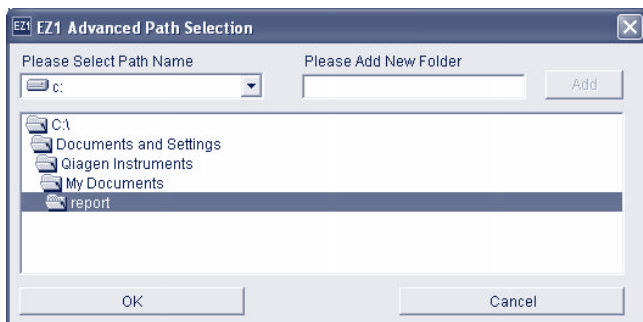 EZ1 EZ1 Advanced Path Selection
Please Select Path Name Please Add New Folder
c: Add
C:\
Documents and Settings
Qiagen Instruments
My Documents
report
OK Cancel